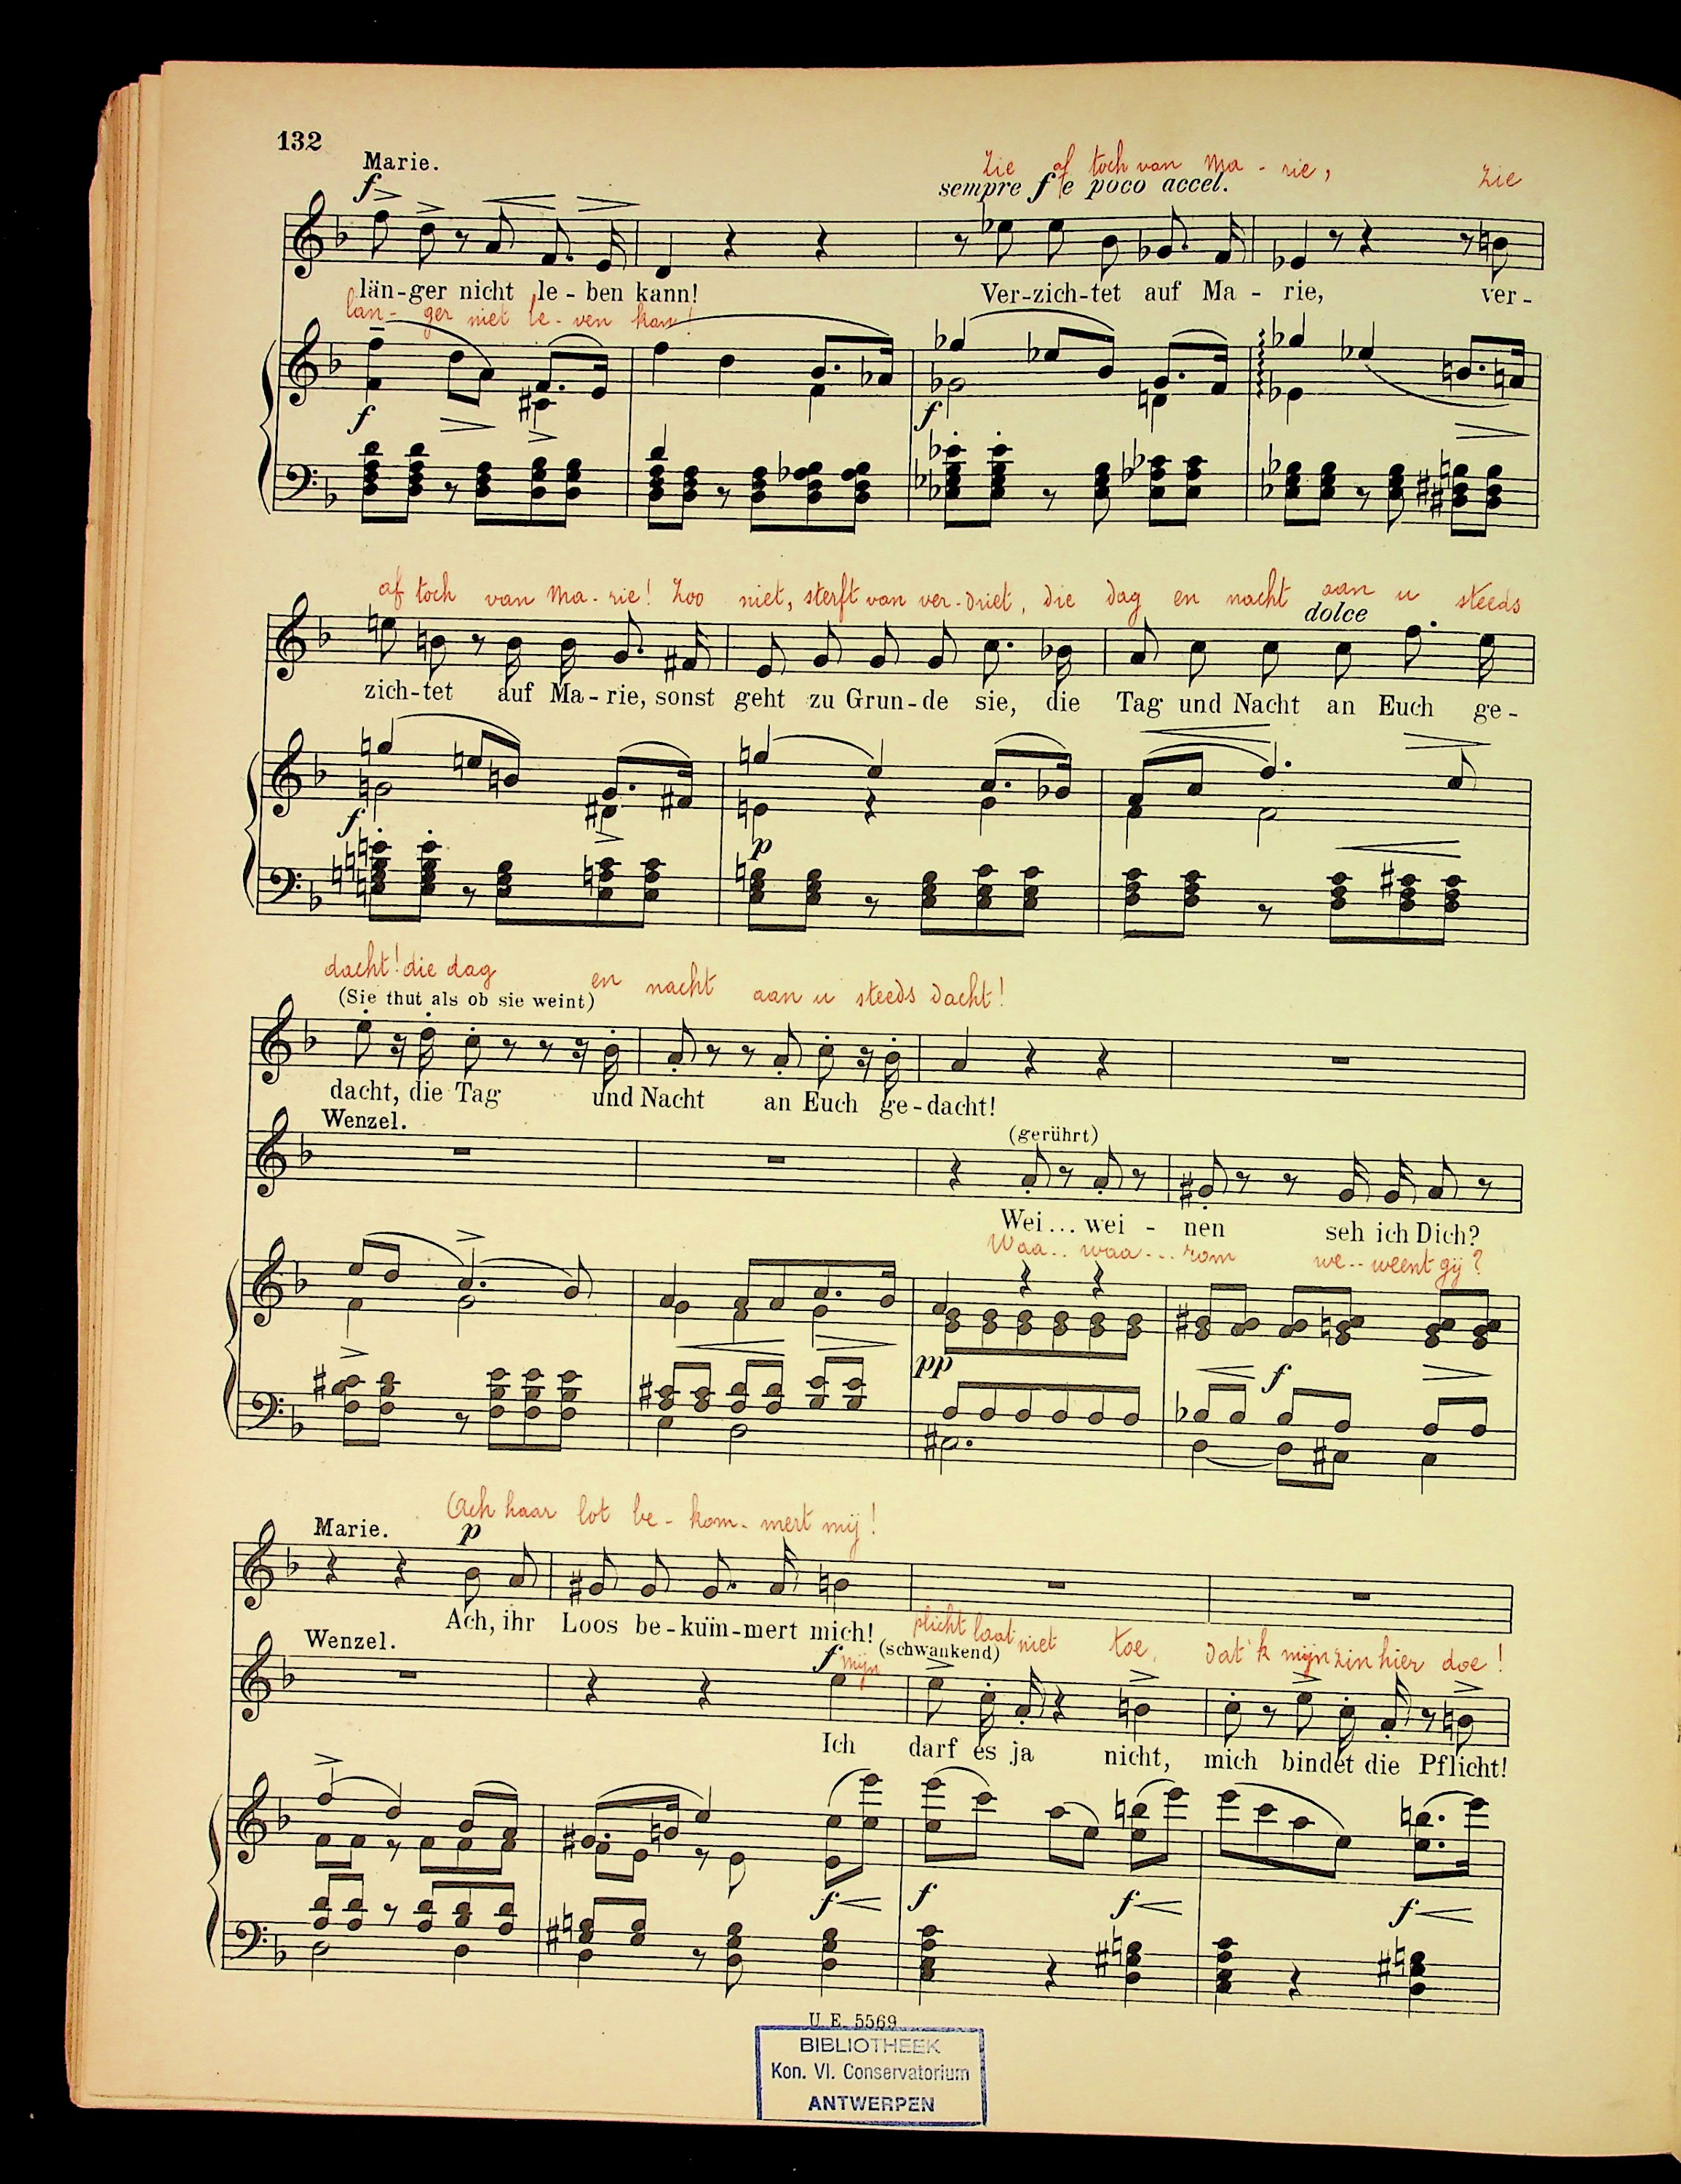 132
Marie.
Zie af toch van Ma - rie, Zie
f sempre f e poco accel.
län-ger nicht le - ben kann! Ver-zich-tet auf Ma - rie, ver-
lan- ger niet le - ven kan!
f f
af toch van Ma - rie! Zoo niet, sterft van ver-driet, die dag en nacht aan u steeds
dolce
zich-tet auf Ma-rie, sonst geht zu Grun-de sie, die Tag und Nacht an Euch ge-
f p
dacht! die dag en nacht aan u steeds dacht!
(Sie thut als ob sie weint)
dacht, die Tag und Nacht an Euch ge-dacht!
Wenzel.
(gerührt)
Wei... wei - nen seh ich Dich?
Waa.. waa... rom we.. weent gij?
pp f
Ach haar lot be - kom - mert mij!
Marie. p
Ach, ihr Loos be-küm-mert mich!
plicht laat niet toe, dat 'k mijn zin hier doe!
Wenzel. f mijn (schwankend)
Ich darf es ja nicht, mich bindet die Pflicht!
f f f f
U. E. 5569
BIBLIOTHEEK
Kon. Vl. Conservatorium
ANTWERPEN